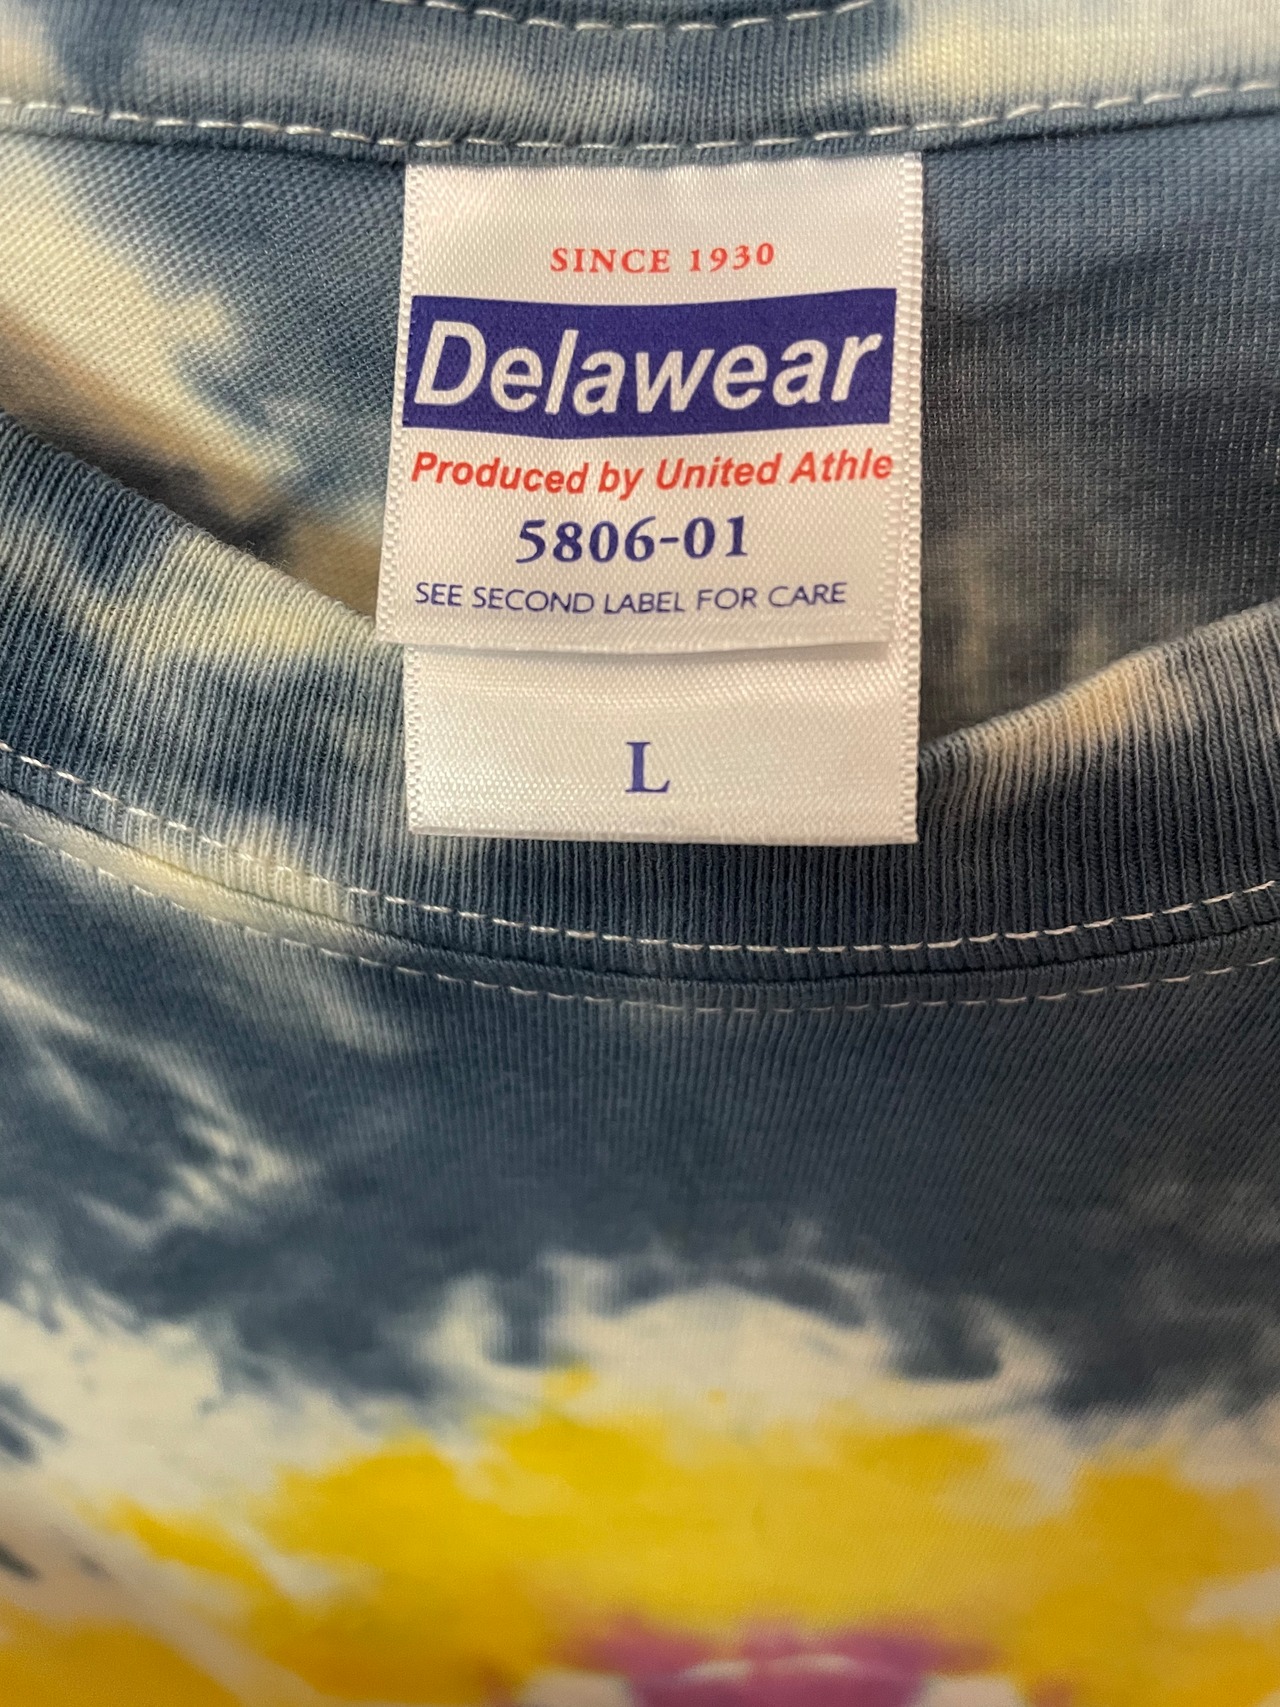 SINCE 1930
Delawear
Produced by United Athle
5806-01
SEE SECOND LABEL FOR CARE
L